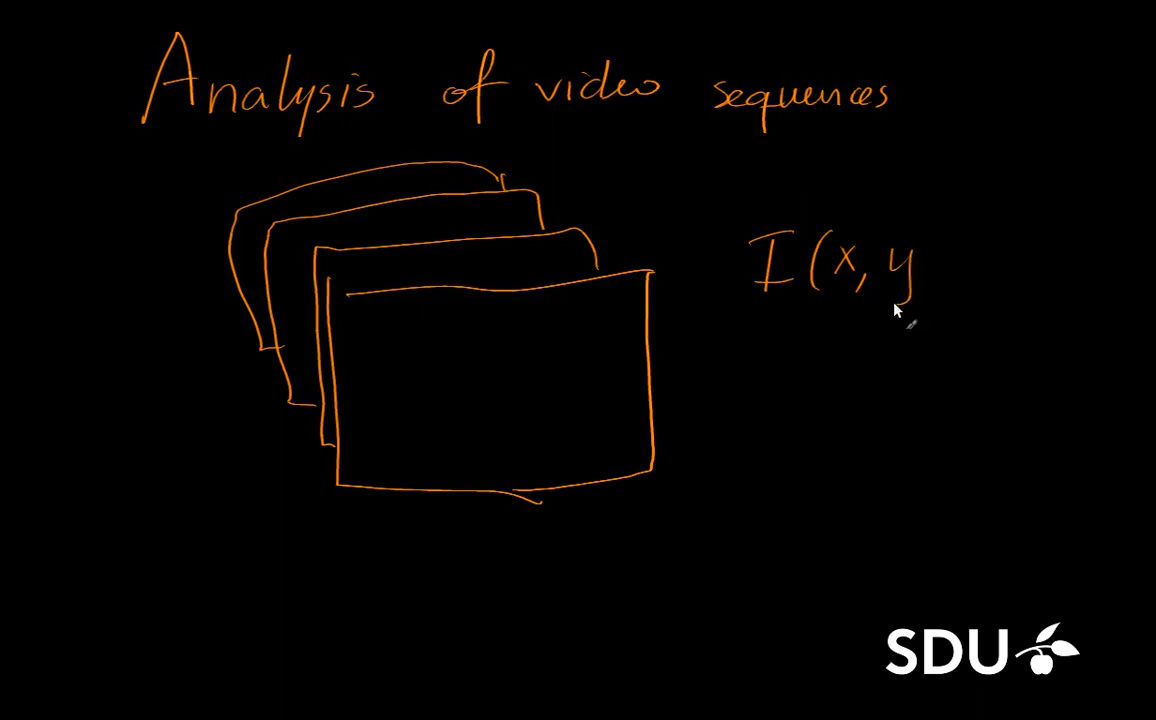 Analysis of video sequences
I(x, y
SDU